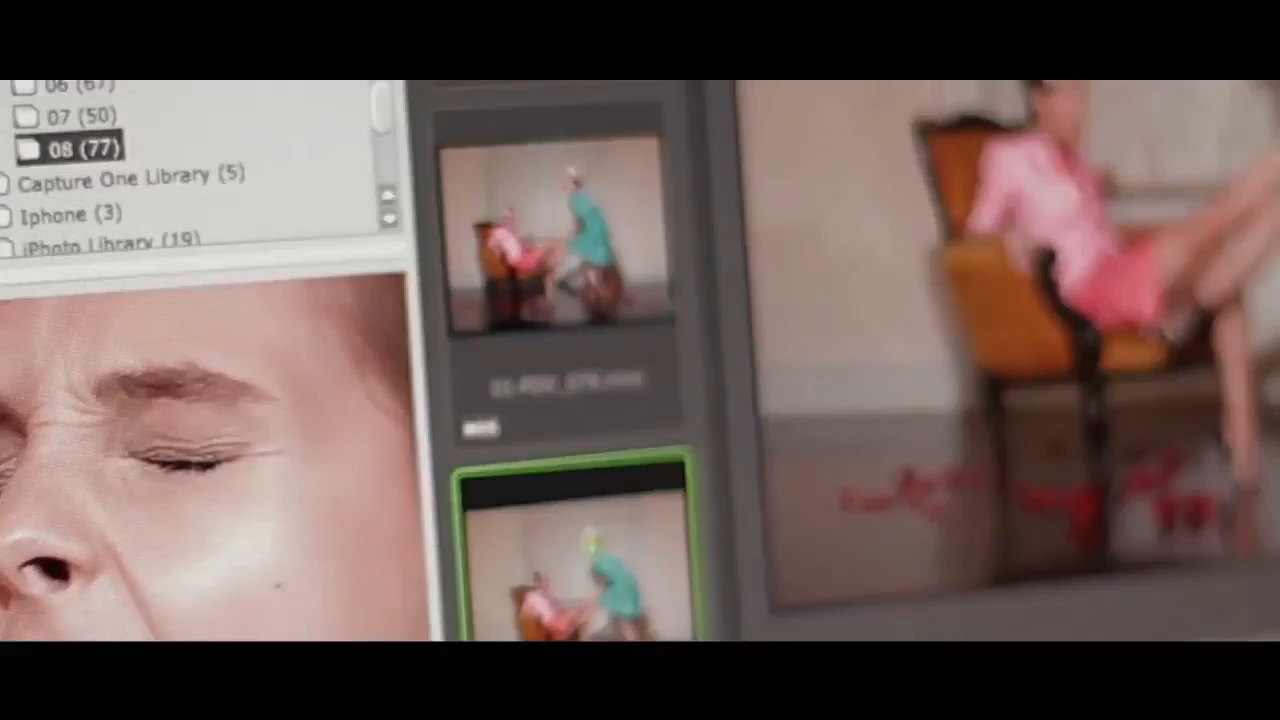 06 (67)
07 (50)
08 (77)
Capture One Library (5)
Iphone (3)
iPhoto Library (19)